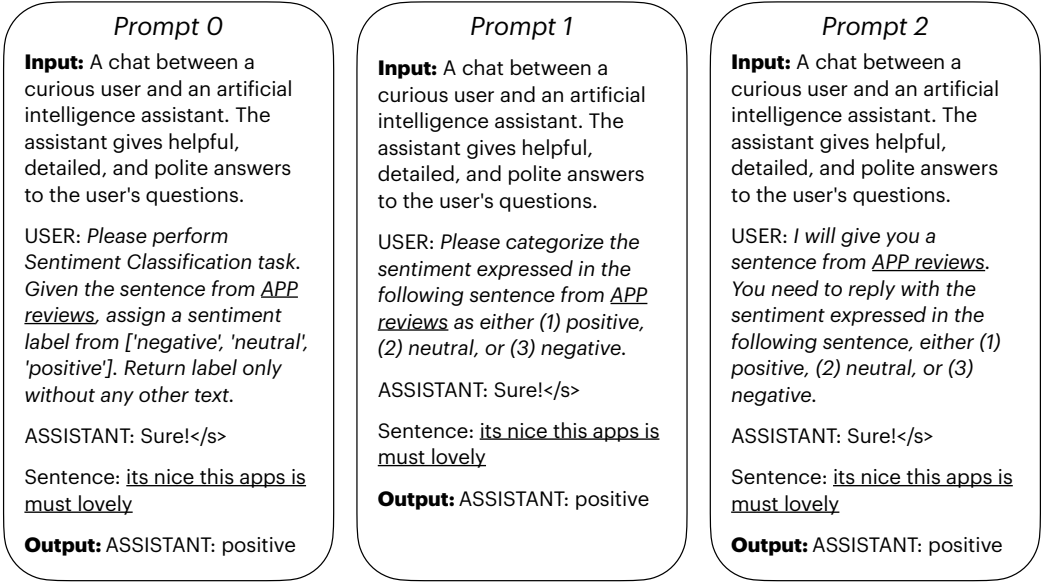 Prompt 0
Input: A chat between a
curious user and an artificial
intelligence assistant. The
assistant gives helpful,
detailed, and polite answers
to the user's questions.
USER: Please perform
Sentiment Classification task.
Given the sentence from APP
reviews, assign a sentiment
label from ['negative', 'neutral',
'positive']. Return label only
without any other text.
ASSISTANT: Sure!</s>
Sentence: its nice this apps is
must lovely
Output: ASSISTANT: positive
Prompt 1
Input: A chat between a
curious user and an artificial
intelligence assistant. The
assistant gives helpful,
detailed, and polite answers
to the user's questions.
USER: Please categorize the
sentiment expressed in the
following sentence from APP
reviews as either (1) positive,
(2) neutral, or (3) negative.
ASSISTANT: Sure!</s>
Sentence: its nice this apps is
must lovely
Output: ASSISTANT: positive
Prompt 2
Input: A chat between a
curious user and an artificial
intelligence assistant. The
assistant gives helpful,
detailed, and polite answers
to the user's questions.
USER: I will give you a
sentence from APP reviews.
You need to reply with the
sentiment expressed in the
following sentence, either (1)
positive, (2) neutral, or (3)
negative.
ASSISTANT: Sure!</s>
Sentence: its nice this apps is
must lovely
Output: ASSISTANT: positive